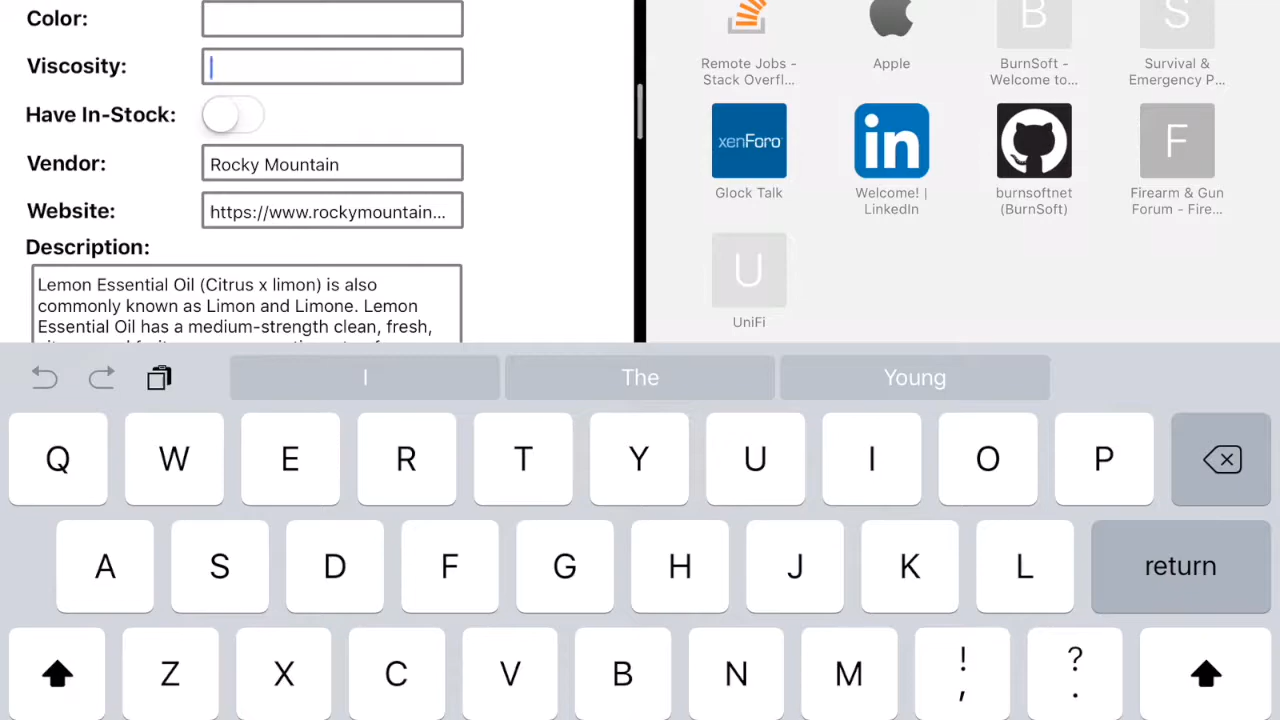 Color:
Viscosity:
Have In-Stock:
Vendor:
Rocky Mountain
Website:
https://www.rockymountain...
Description:
Lemon Essential Oil (Citrus x limon) is also
commonly known as Limon and Limone. Lemon
Essential Oil has a medium-strength clean, fresh,
B
S
Remote Jobs -
Stack Overfl...
Apple
BurnSoft -
Welcome to...
Survival &
Emergency P...
xenForo
in
F
Glock Talk
Welcome! |
LinkedIn
burnsoftnet
(BurnSoft)
Firearm & Gun
Forum - Fire...
U
UniFi
I
The
Young
Q W E R T Y U I O P
A S D F G H J K L return
Z X C V B N M ! ?
, .